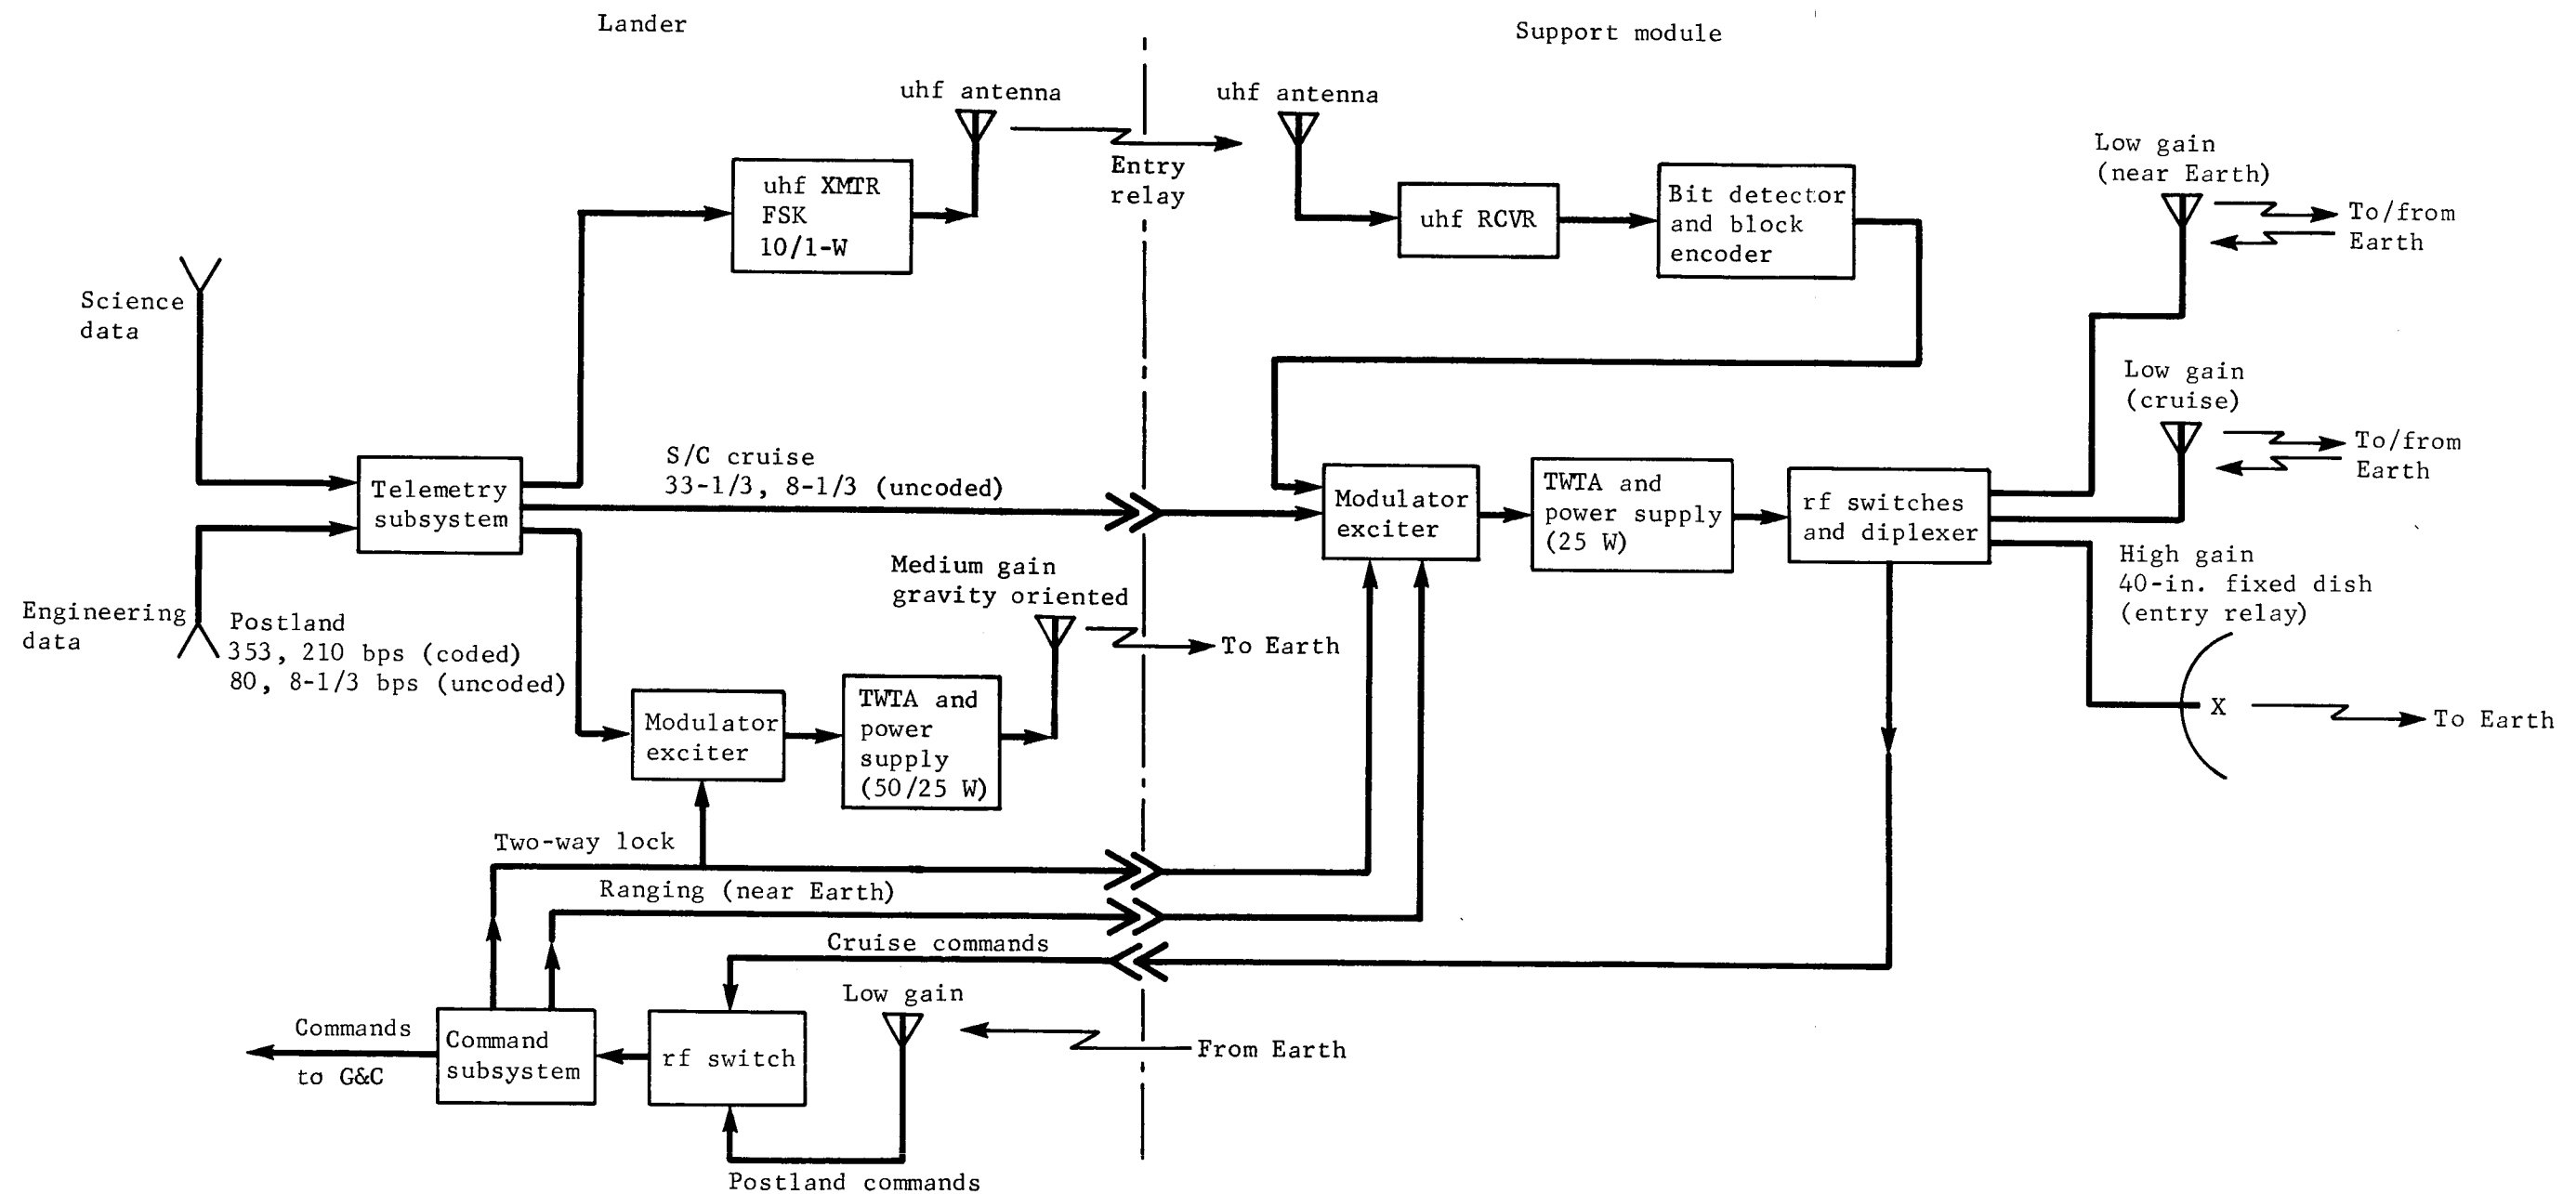 Lander
Support module
uhf antenna
uhf antenna
Entry
relay
uhf XMTR
FSK
10/1-W
uhf RCVR
Bit detector
and block
encoder
Low gain
(near Earth)
To/from
Earth
Science
data
Low gain
(cruise)
To/from
Earth
S/C cruise
33-1/3, 8-1/3 (uncoded)
Telemetry
subsystem
Modulator
exciter
TWTA and
power supply
(25 W)
rf switches
and diplexer
High gain
40-in. fixed dish
(entry relay)
X
To Earth
Medium gain
gravity oriented
To Earth
Engineering
data
Postland
353, 210 bps (coded)
80, 8-1/3 bps (uncoded)
Modulator
exciter
TWTA and
power
supply
(50/25 W)
Two-way lock
Ranging (near Earth)
Cruise commands
Low gain
From Earth
Commands
to G&C
Command
subsystem
rf switch
Postland commands